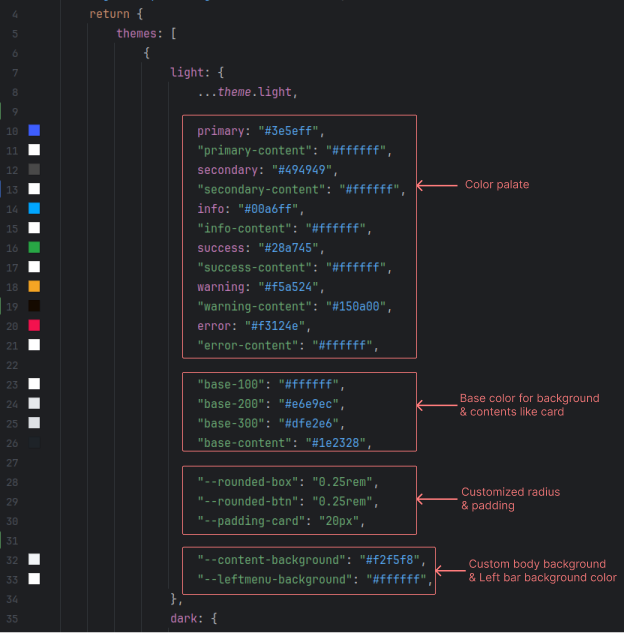 4 return {
5 themes: [
6 {
7 light: {
8 ...theme.light,
9
10 primary: "#3e5eff",
11 "primary-content": "#ffffff",
12 secondary: "#494949",
13 "secondary-content": "#ffffff",
Color palate
14 info: "#00a6ff",
15 "info-content": "#ffffff",
16 success: "#28a745",
17 "success-content": "#ffffff",
18 warning: "#f5a524",
19 "warning-content": "#150a00",
20 error: "#f3124e",
21 "error-content": "#ffffff",
22
23 "base-100": "#ffffff",
24 "base-200": "#e6e9ec",
25 "base-300": "#dfe2e6",
26 "base-content": "#1e2328",
Base color for background
& contents like card
27
28 "--rounded-box": "0.25rem",
29 "--rounded-btn": "0.25rem",
30 "--padding-card": "20px",
Customized radius
& padding
31
32 "--content-background": "#f2f5f8",
33 "--leftmenu-background": "#ffffff",
Custom body background
& Left bar background color
34 },
35 dark: {